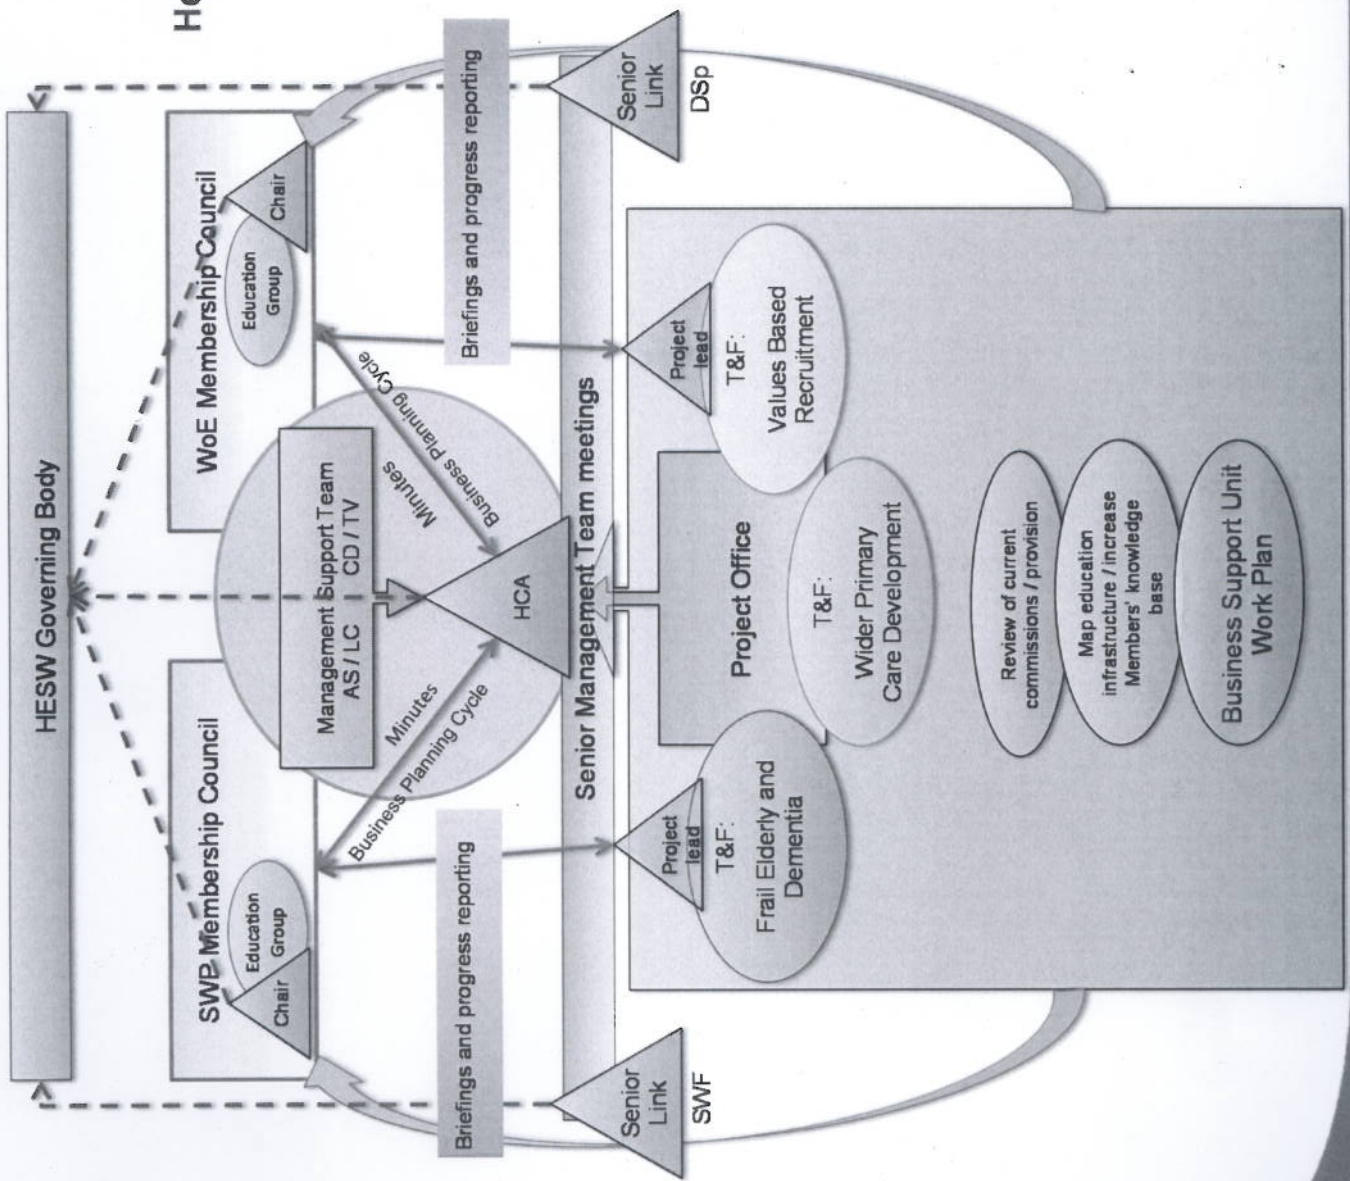 Ho
HESW Governing Body
SWP Membership Council
WoE Membership Council
Education
Group
Chair
Education
Group
Chair
Management Support Team
AS / LC CD / TV
Minutes
Business Planning Cycle
Minutes
Business Planning Cycle
HCA
Briefings and progress reporting
Briefings and progress reporting
Senior Management Team meetings
Senior
Link
SWF
Senior
Link
DSp
Project
lead
T&F:
Frail Elderly and
Dementia
Project Office
T&F:
Wider Primary
Care Development
Project
lead
T&F:
Values Based
Recruitment
Review of current
commissions / provision
Map education
infrastructure / increase
Members' knowledge
base
Business Support Unit
Work Plan